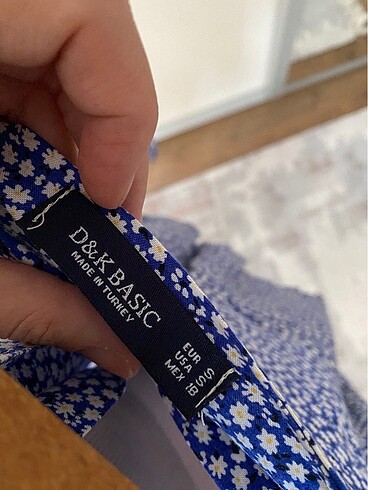 D&K BASIC
MADE IN TURKEY
EUR S
USA S
MEX 18